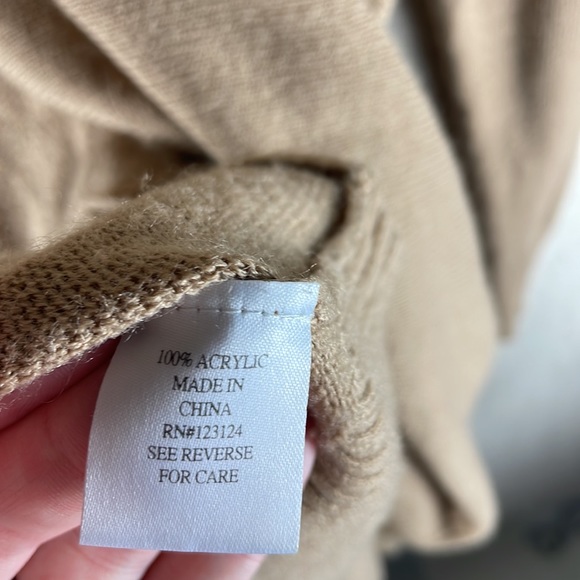 100% ACRYLIC
MADE IN
CHINA
RN#123124
SEE REVERSE
FOR CARE